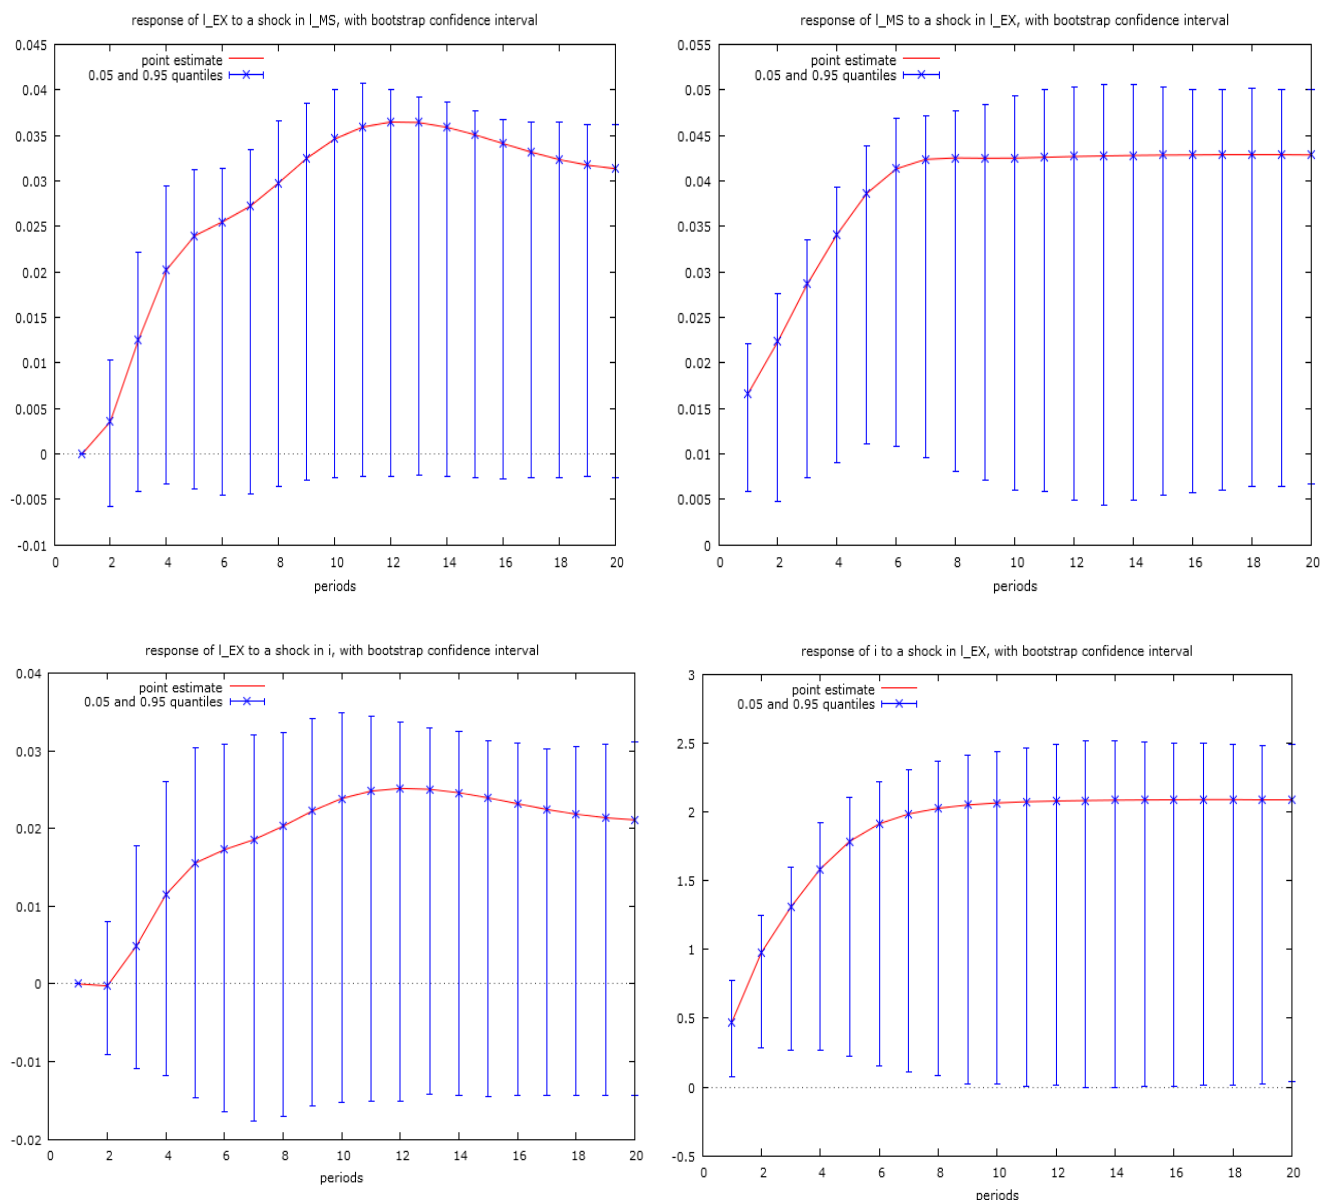 response of l_EX to a shock in l_MS, with bootstrap confidence interval
0.045
0.04
0.035
0.03
0.025
0.02
0.015
0.01
0.005
0
-0.005
-0.01
point estimate
0.05 and 0.95 quantiles
0 2 4 6 8 10 12 14 16 18 20
periods
response of l_MS to a shock in l_EX, with bootstrap confidence interval
0.055
0.05
0.045
0.04
0.035
0.03
0.025
0.02
0.015
0.01
0.005
0
point estimate
0.05 and 0.95 quantiles
0 2 4 6 8 10 12 14 16 18 20
periods
response of l_EX to a shock in i, with bootstrap confidence interval
0.04
0.03
0.02
0.01
0
-0.01
-0.02
point estimate
0.05 and 0.95 quantiles
0 2 4 6 8 10 12 14 16 18 20
periods
response of i to a shock in l_EX, with bootstrap confidence interval
3
2.5
2
1.5
1
0.5
0
-0.5
point estimate
0.05 and 0.95 quantiles
0 2 4 6 8 10 12 14 16 18 20
periods